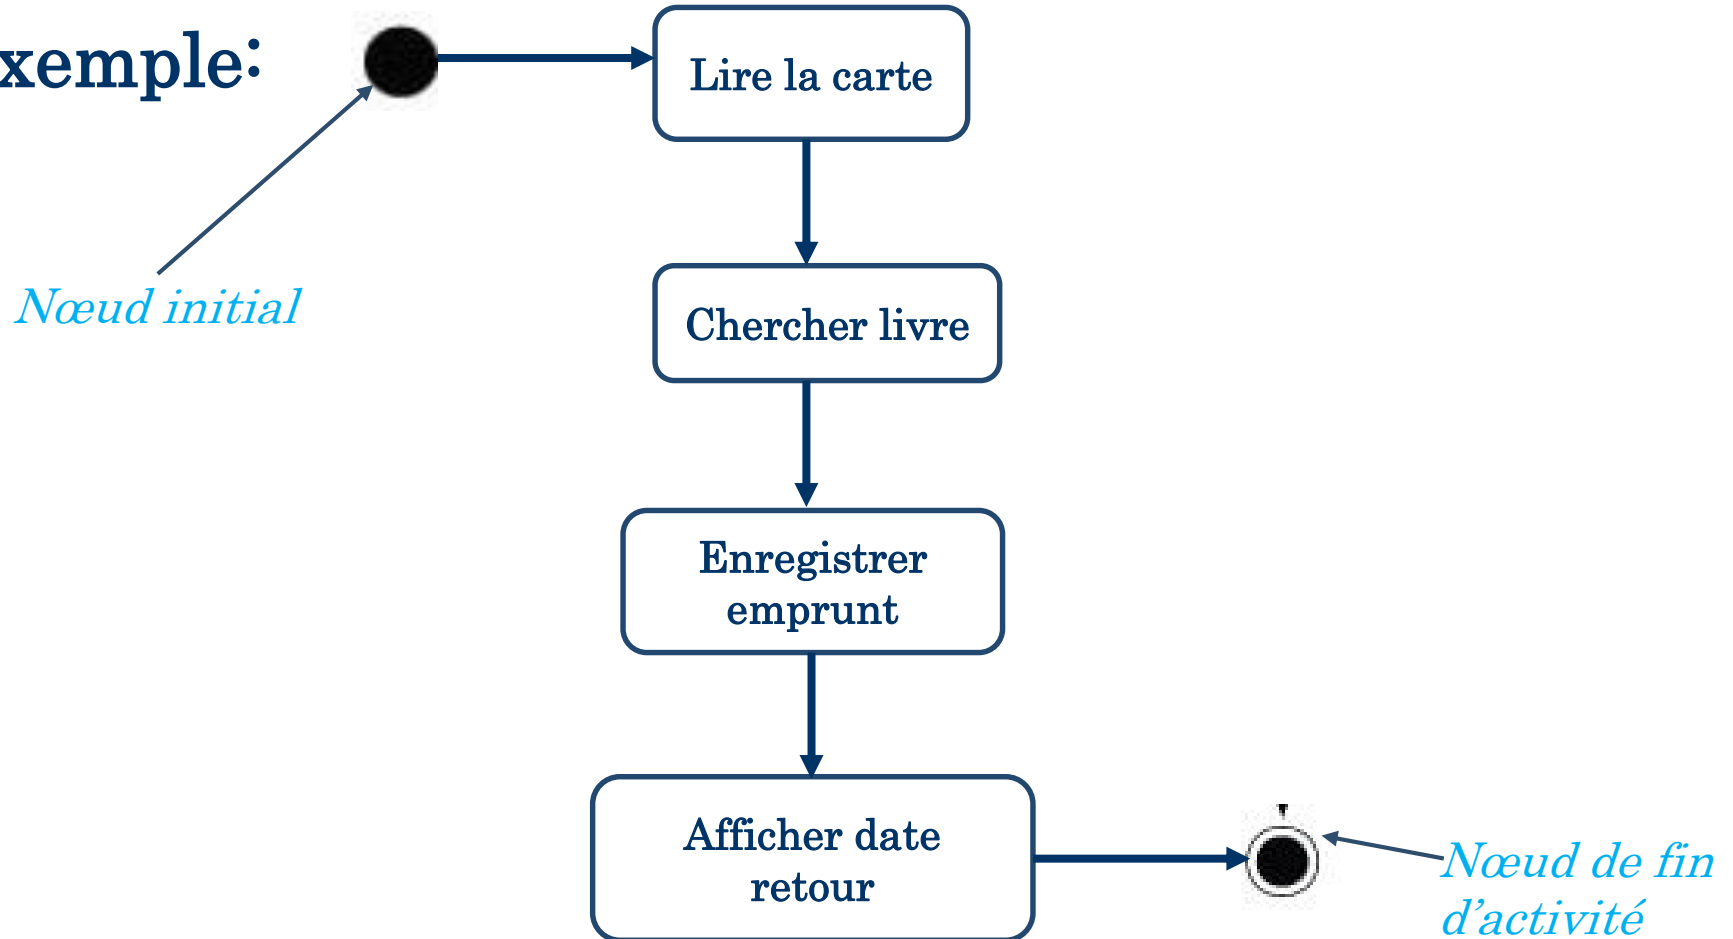 xemple:
Lire la carte
Nœud initial
Chercher livre
Enregistrer
emprunt
Afficher date
retour
Nœud de fin
d’activité